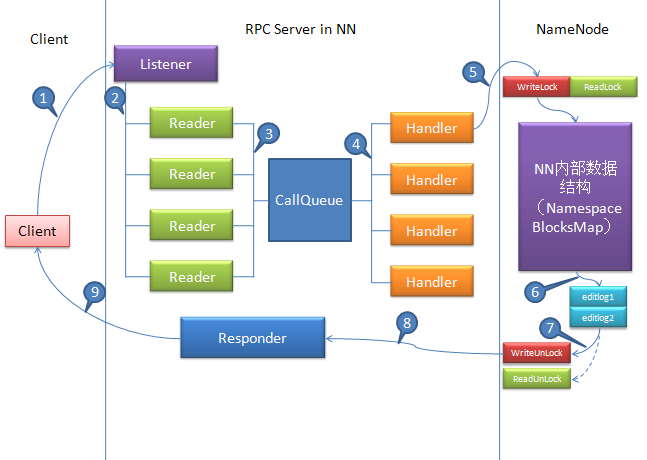 Client
RPC Server in NN
NameNode
Listener
1
2
Reader
Reader
Reader
Reader
3
CallQueue
4
Handler
Handler
Handler
Handler
5
WriteLock
ReadLock
NN内部数据
结构
（Namespace
BlocksMap）
6
editlog1
editlog2
7
WriteUnLock
ReadUnLock
8
Responder
9
Client